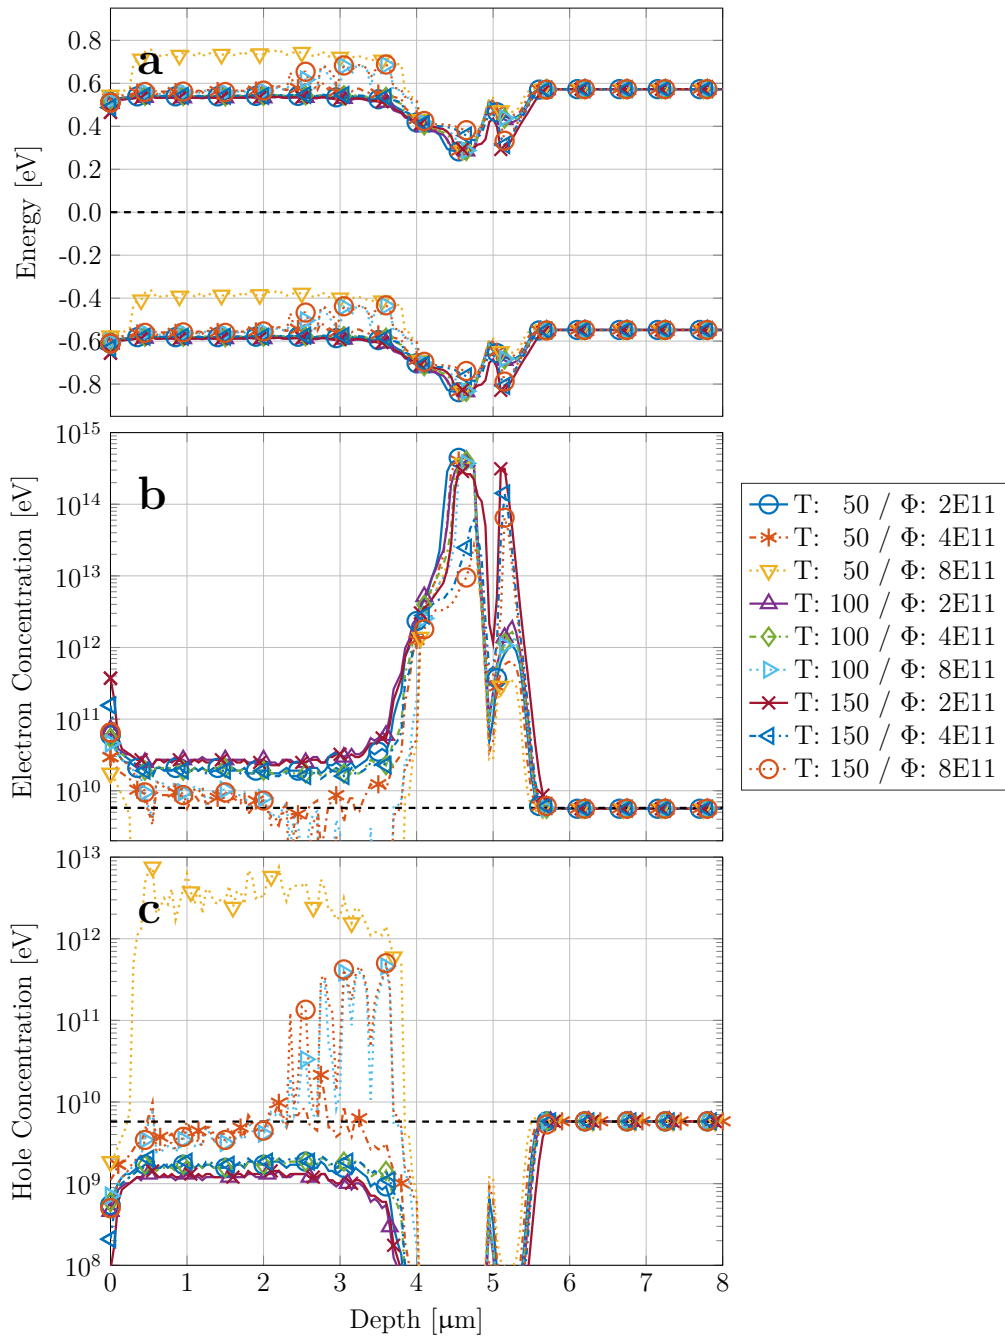 0.8
0.6
0.4
0.2
0.0
-0.2
-0.4
-0.6
-0.8
Energy [eV]
a
10^15
10^14
10^13
10^12
10^11
10^10
Electron Concentration [eV]
b
10^13
10^12
10^11
10^10
10^9
10^8
Hole Concentration [eV]
c
0 1 2 3 4 5 6 7 8
Depth [μm]
T: 50 / Φ: 2E11
T: 50 / Φ: 4E11
T: 50 / Φ: 8E11
T: 100 / Φ: 2E11
T: 100 / Φ: 4E11
T: 100 / Φ: 8E11
T: 150 / Φ: 2E11
T: 150 / Φ: 4E11
T: 150 / Φ: 8E11